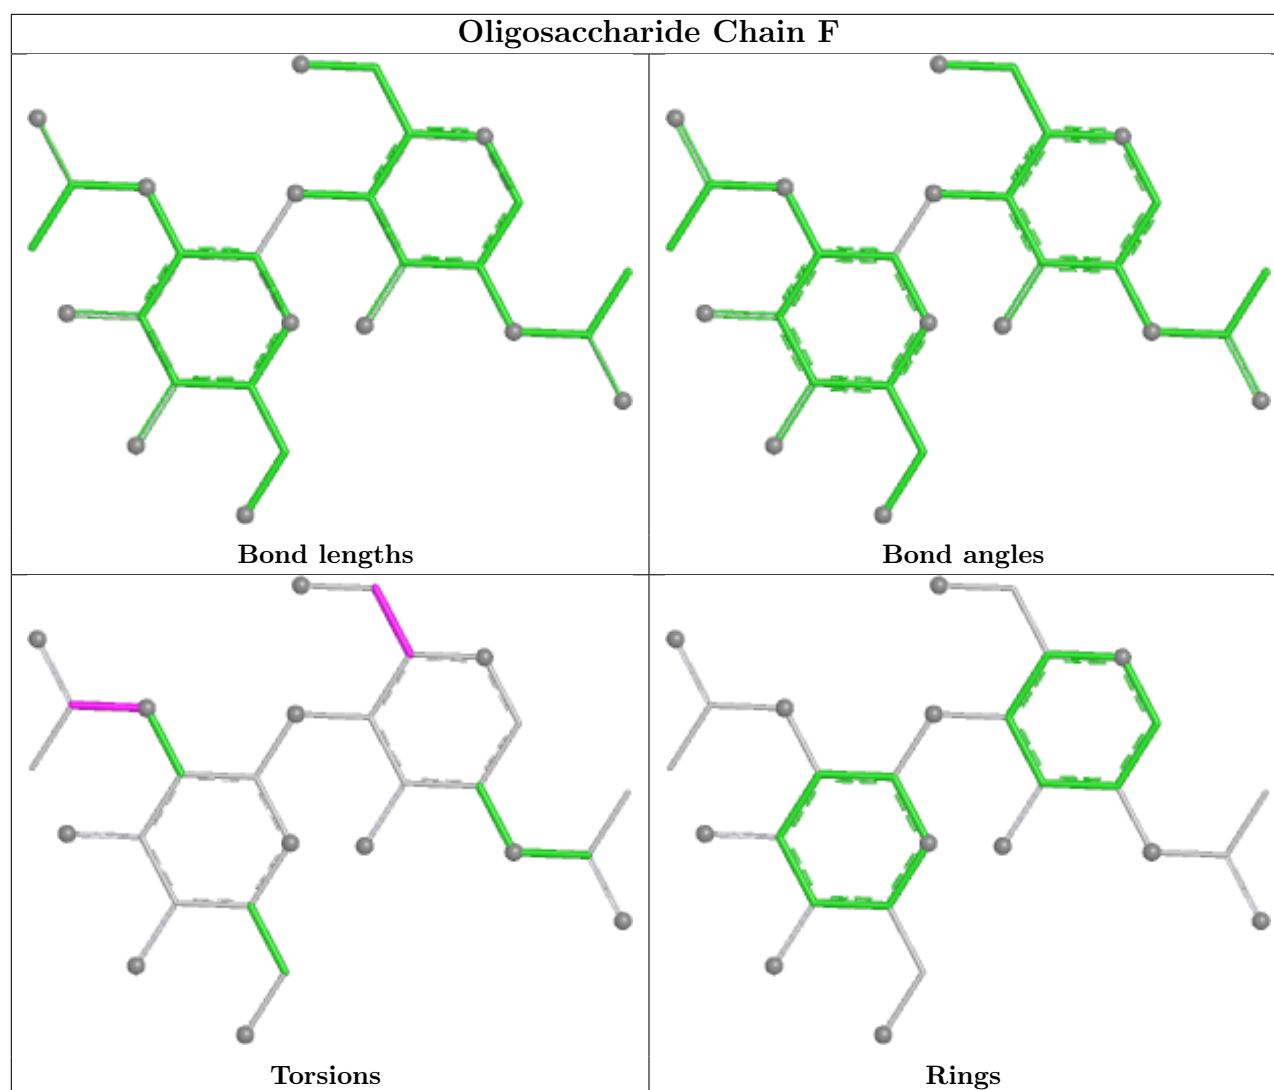 Oligosaccharide Chain F
Bond lengths
Bond angles
Torsions
Rings